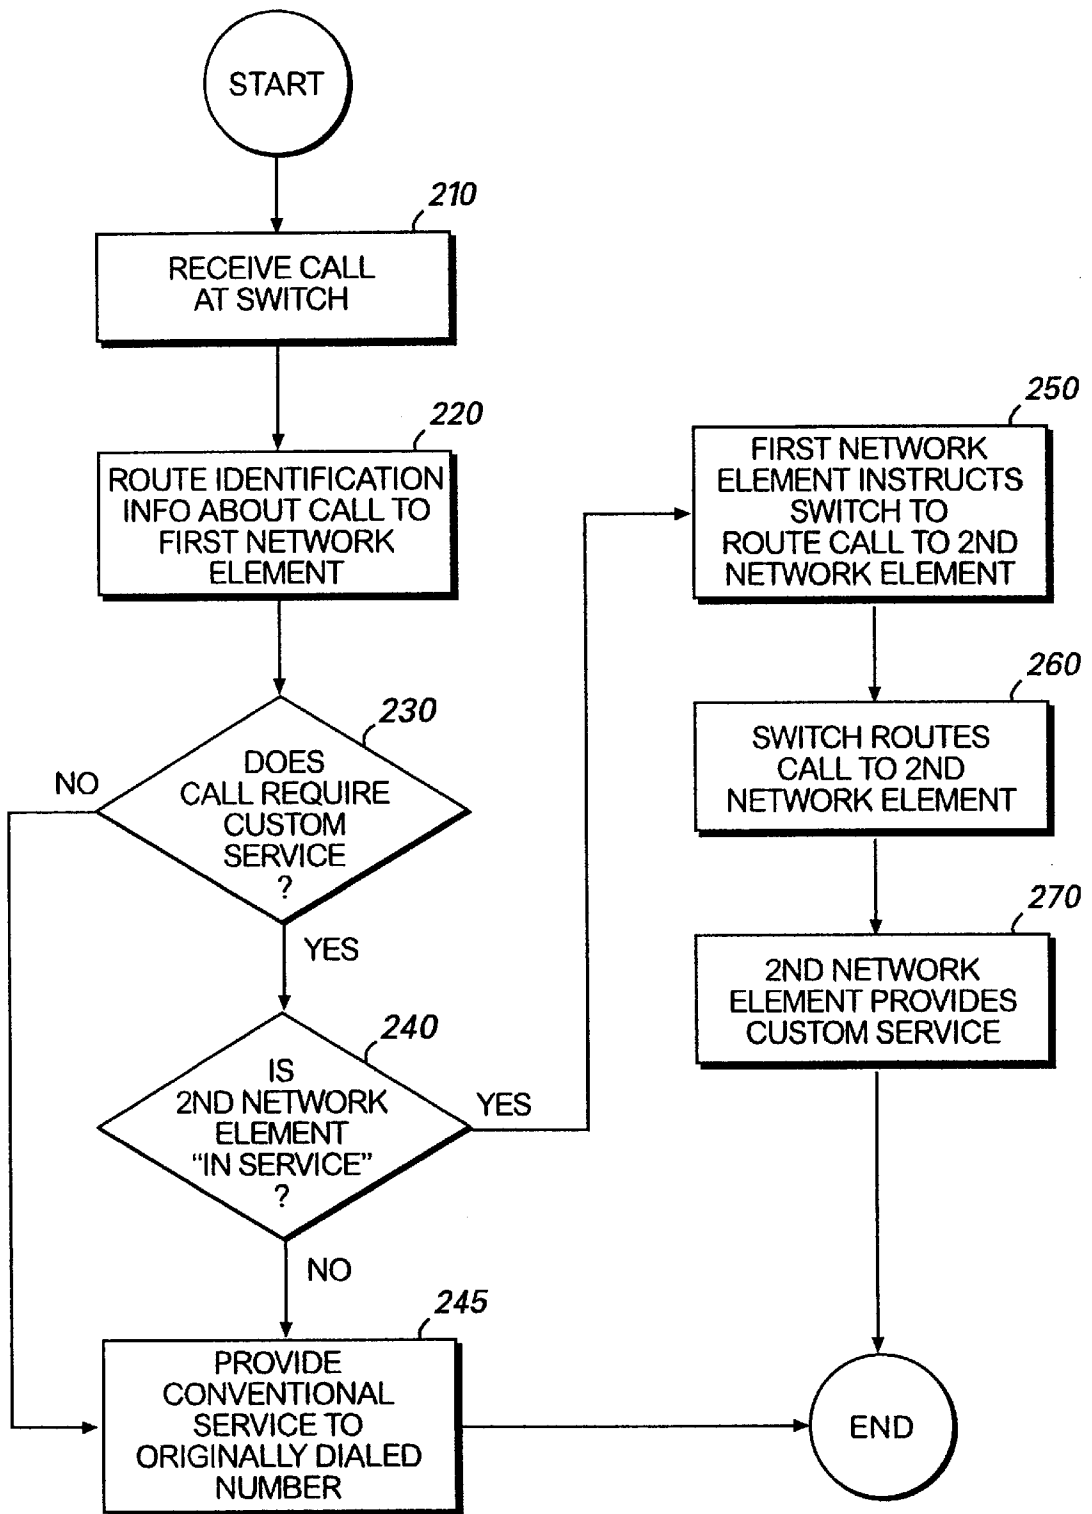 START
210
RECEIVE CALL
AT SWITCH
220
ROUTE IDENTIFICATION
INFO ABOUT CALL TO
FIRST NETWORK
ELEMENT
230
DOES
CALL REQUIRE
CUSTOM
SERVICE
?
NO
YES
240
IS
2ND NETWORK
ELEMENT
“IN SERVICE”
?
YES
NO
245
PROVIDE
CONVENTIONAL
SERVICE TO
ORIGINALLY DIALED
NUMBER
250
FIRST NETWORK
ELEMENT INSTRUCTS
SWITCH TO
ROUTE CALL TO 2ND
NETWORK ELEMENT
260
SWITCH ROUTES
CALL TO 2ND
NETWORK ELEMENT
270
2ND NETWORK
ELEMENT PROVIDES
CUSTOM SERVICE
END